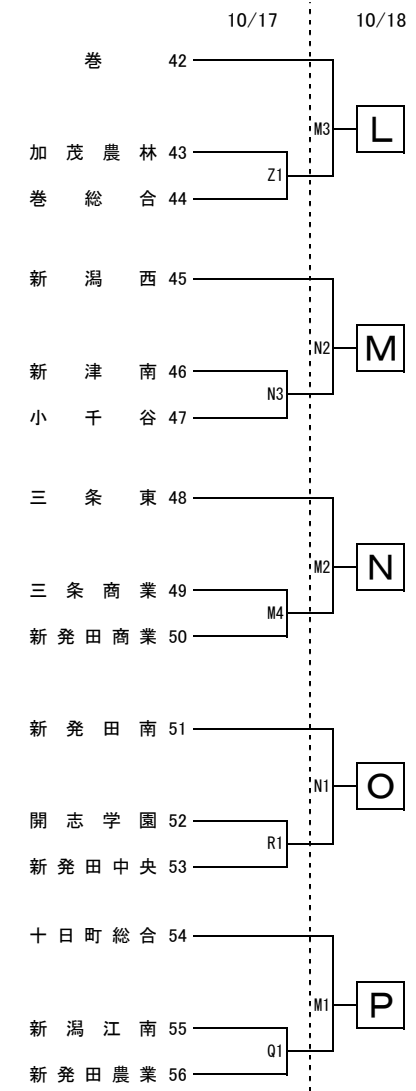 10/17 10/18
巻 42
M3 L
加茂農林 43
Z1
巻総合 44
新潟西 45
N2 M
新津南 46
N3
小千谷 47
三条東 48
M2 N
三条商業 49
M4
新発田商業 50
新発田南 51
N1 O
開志学園 52
R1
新発田中央 53
十日町総合 54
M1 P
新潟江南 55
Q1
新発田農業 56